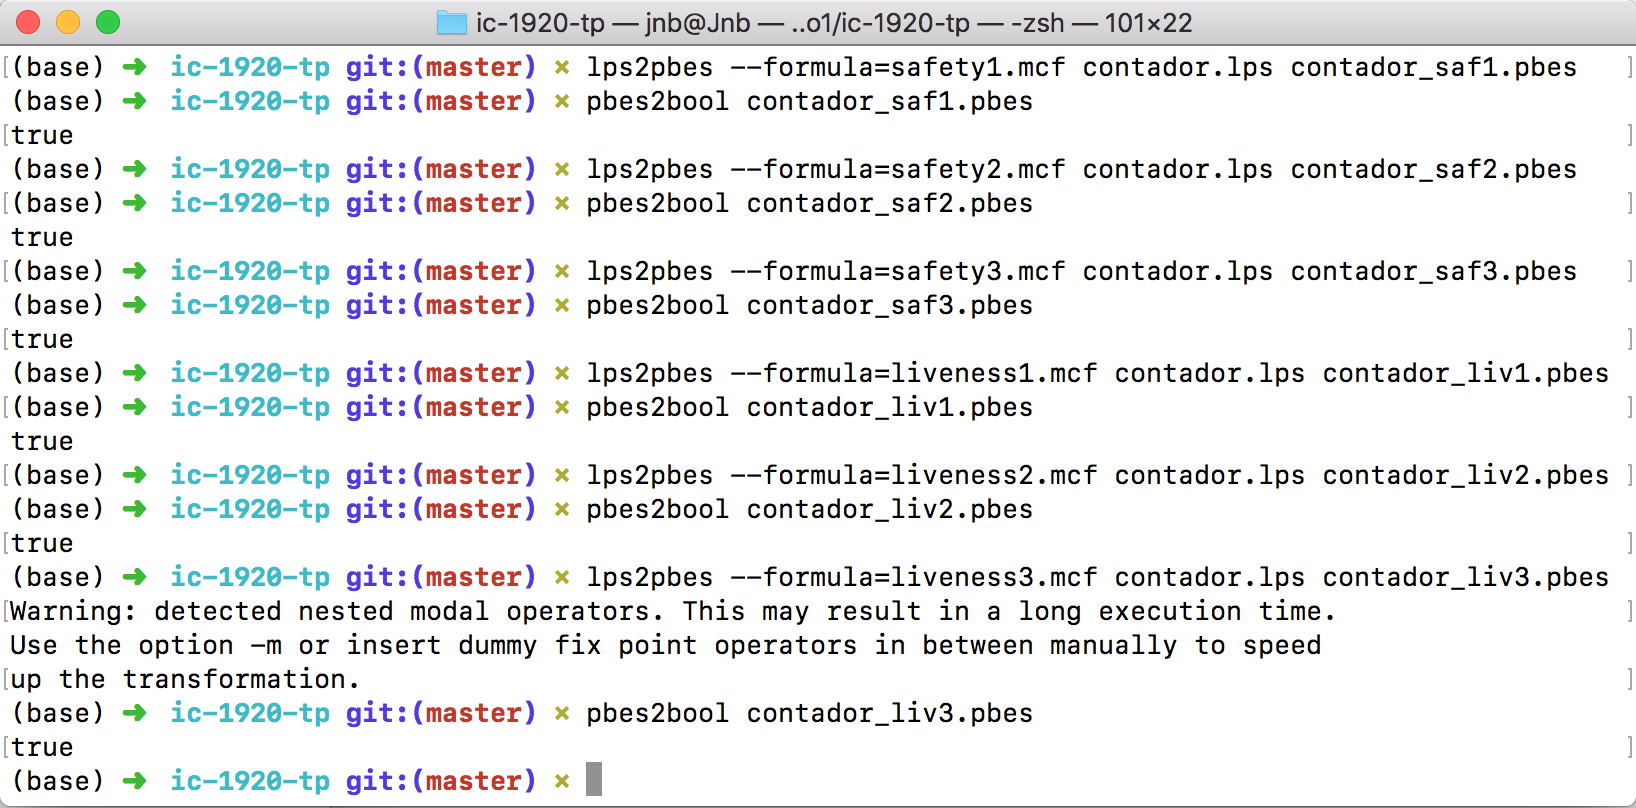 ic-1920-tp — jnb@Jnb — ..o1/ic-1920-tp — -zsh — 101×22
[(base) ➜ ic-1920-tp git:(master) ✗ lps2pbes --formula=safety1.mcf contador.lps contador_saf1.pbes ]
(base) ➜ ic-1920-tp git:(master) ✗ pbes2bool contador_saf1.pbes
[true ]
(base) ➜ ic-1920-tp git:(master) ✗ lps2pbes --formula=safety2.mcf contador.lps contador_saf2.pbes
[(base) ➜ ic-1920-tp git:(master) ✗ pbes2bool contador_saf2.pbes ]
true
[(base) ➜ ic-1920-tp git:(master) ✗ lps2pbes --formula=safety3.mcf contador.lps contador_saf3.pbes ]
(base) ➜ ic-1920-tp git:(master) ✗ pbes2bool contador_saf3.pbes
[true ]
(base) ➜ ic-1920-tp git:(master) ✗ lps2pbes --formula=liveness1.mcf contador.lps contador_liv1.pbes
[(base) ➜ ic-1920-tp git:(master) ✗ pbes2bool contador_liv1.pbes ]
true
[(base) ➜ ic-1920-tp git:(master) ✗ lps2pbes --formula=liveness2.mcf contador.lps contador_liv2.pbes ]
(base) ➜ ic-1920-tp git:(master) ✗ pbes2bool contador_liv2.pbes
[true ]
(base) ➜ ic-1920-tp git:(master) ✗ lps2pbes --formula=liveness3.mcf contador.lps contador_liv3.pbes
[Warning: detected nested modal operators. This may result in a long execution time. ]
Use the option -m or insert dummy fix point operators in between manually to speed
[up the transformation. ]
(base) ➜ ic-1920-tp git:(master) ✗ pbes2bool contador_liv3.pbes
[true ]
(base) ➜ ic-1920-tp git:(master) ✗